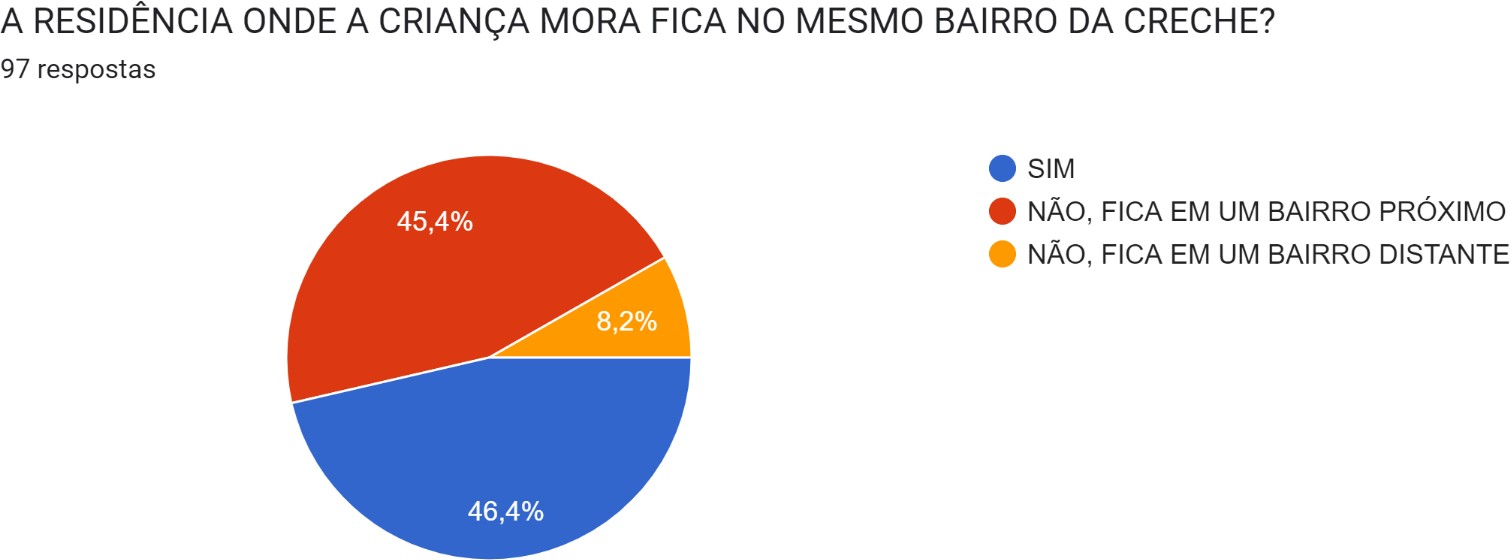 A RESIDÊNCIA ONDE A CRIANÇA MORA FICA NO MESMO BAIRRO DA CRECHE?
97 respostas
SIM
NÃO, FICA EM UM BAIRRO PRÓXIMO
NÃO, FICA EM UM BAIRRO DISTANTE
45,4%
8,2%
46,4%